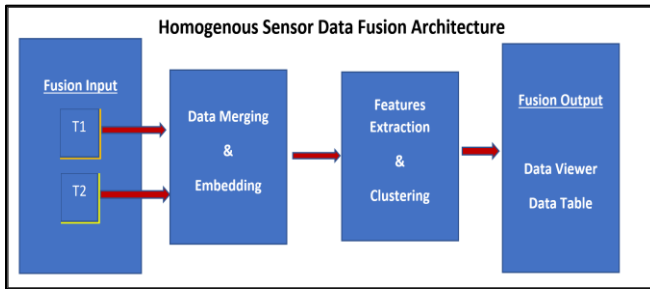 Homogenous Sensor Data Fusion Architecture
Fusion Input
T1
T2
Data Merging
&
Embedding
Features
Extraction
&
Clustering
Fusion Output
Data Viewer
Data Table